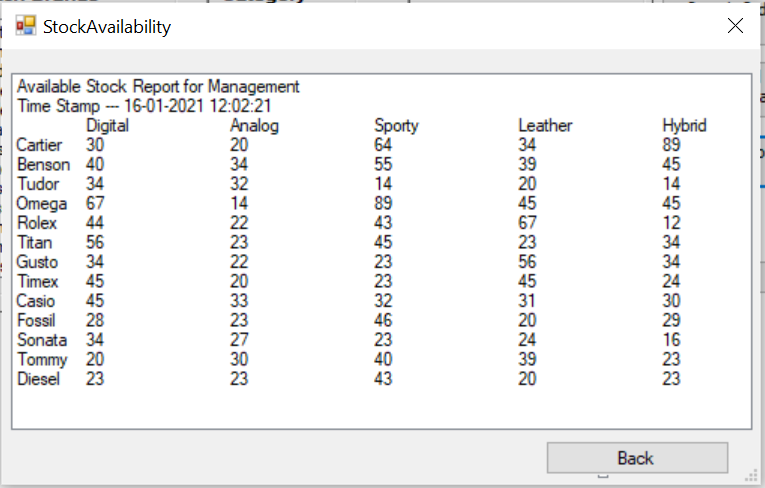 StockAvailability
Available Stock Report for Management
Time Stamp --- 16-01-2021 12:02:21
Digital Analog Sporty Leather Hybrid
Cartier 30 20 64 34 89
Benson 40 34 55 39 45
Tudor 34 32 14 20 14
Omega 67 14 89 45 45
Rolex 44 22 43 67 12
Titan 56 23 45 23 34
Gusto 34 22 23 56 34
Timex 45 20 23 45 24
Casio 45 33 32 31 30
Fossil 28 23 46 20 29
Sonata 34 27 23 24 16
Tommy 20 30 40 39 23
Diesel 23 23 43 20 23
Back